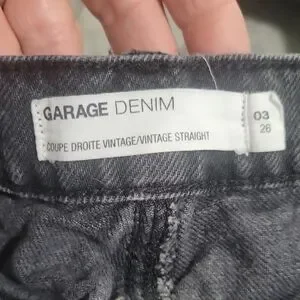 GARAGE DENIM
COUPE DROITE VINTAGE/VINTAGE STRAIGHT
03
26